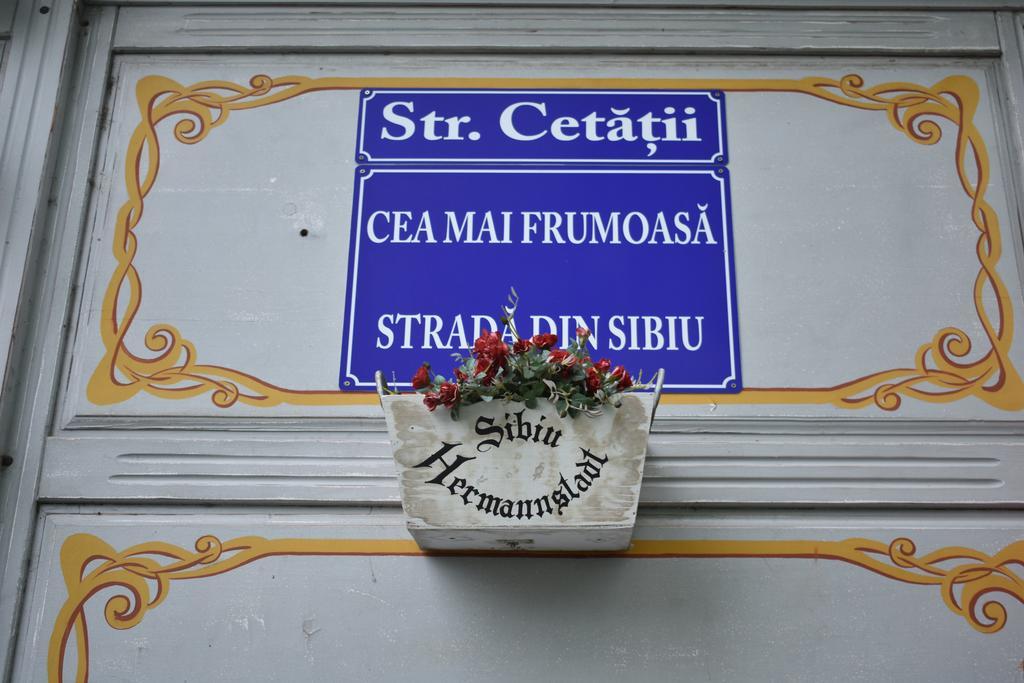 Str. Cetății
CEA MAI FRUMOASĂ
STRADA DIN SIBIU
Sibiu
Hermannstadt